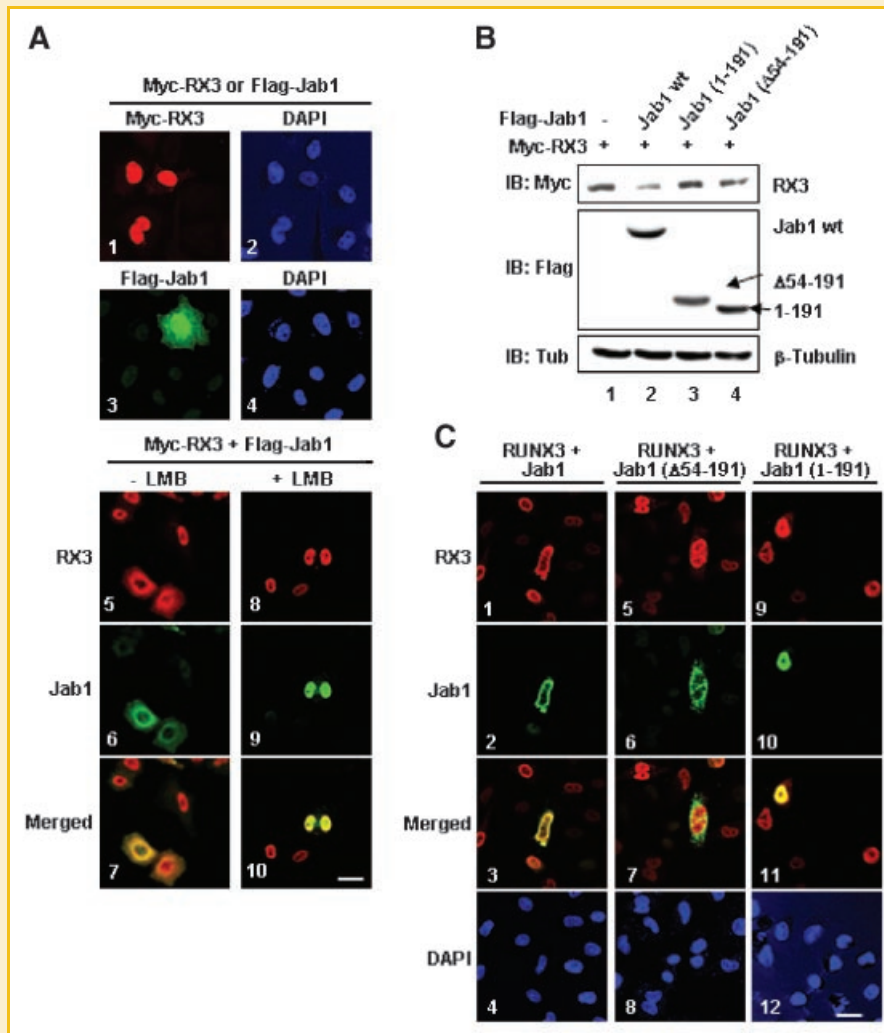 A
Myc-RX3 or Flag-Jab1
Myc-RX3 DAPI
1 2
Flag-Jab1 DAPI
3 4
Myc-RX3 + Flag-Jab1
- LMB + LMB
RX3 5 8
Jab1 6 9
Merged 7 10
B
Flag-Jab1 - Jab1 wt Jab1 (1-191) Jab1 (Δ54-191)
Myc-RX3 + + + +
IB: Myc RX3
Jab1 wt
IB: Flag
Δ54-191
1-191
IB: Tub β-Tubulin
1 2 3 4
C
RUNX3 + RUNX3 + RUNX3 +
Jab1 Jab1 (Δ54-191) Jab1 (1-191)
RX3 1 5 9
Jab1 2 6 10
Merged 3 7 11
DAPI 4 8 12